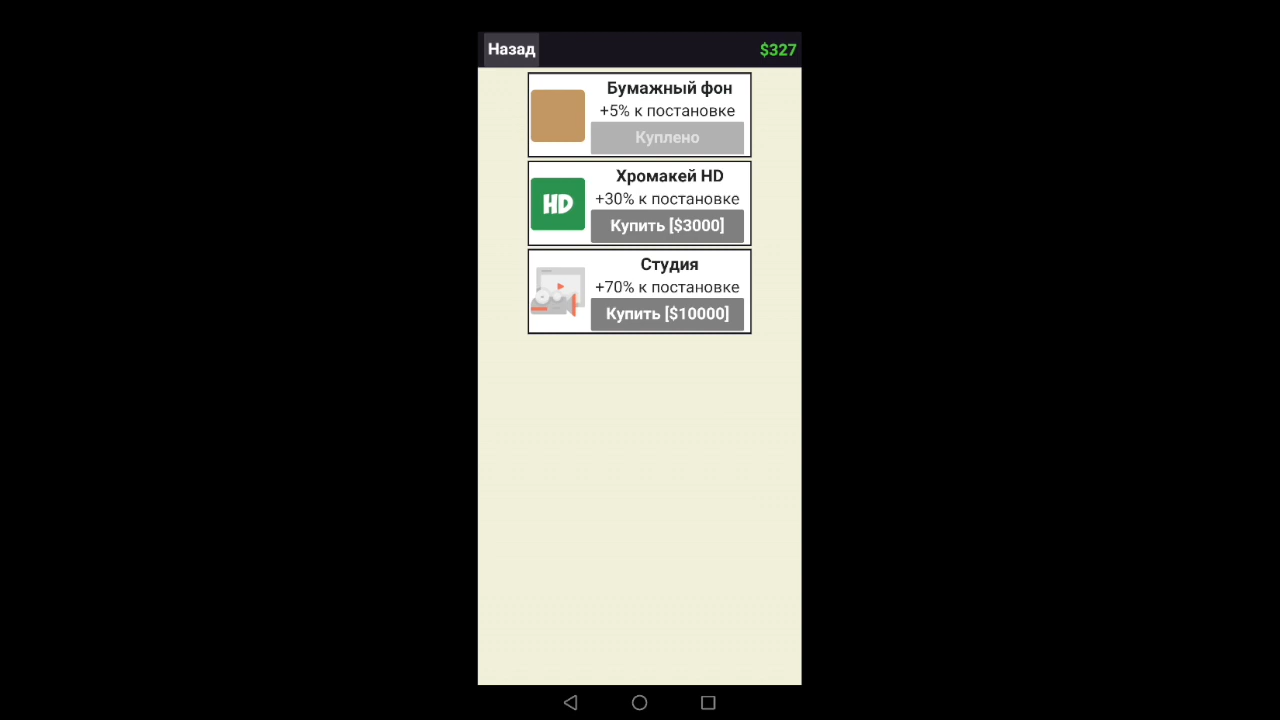 Назад
$327
Бумажный фон
+5% к постановке
Куплено
HD
Хромакей HD
+30% к постановке
Купить [$3000]
Студия
+70% к постановке
Купить [$10000]